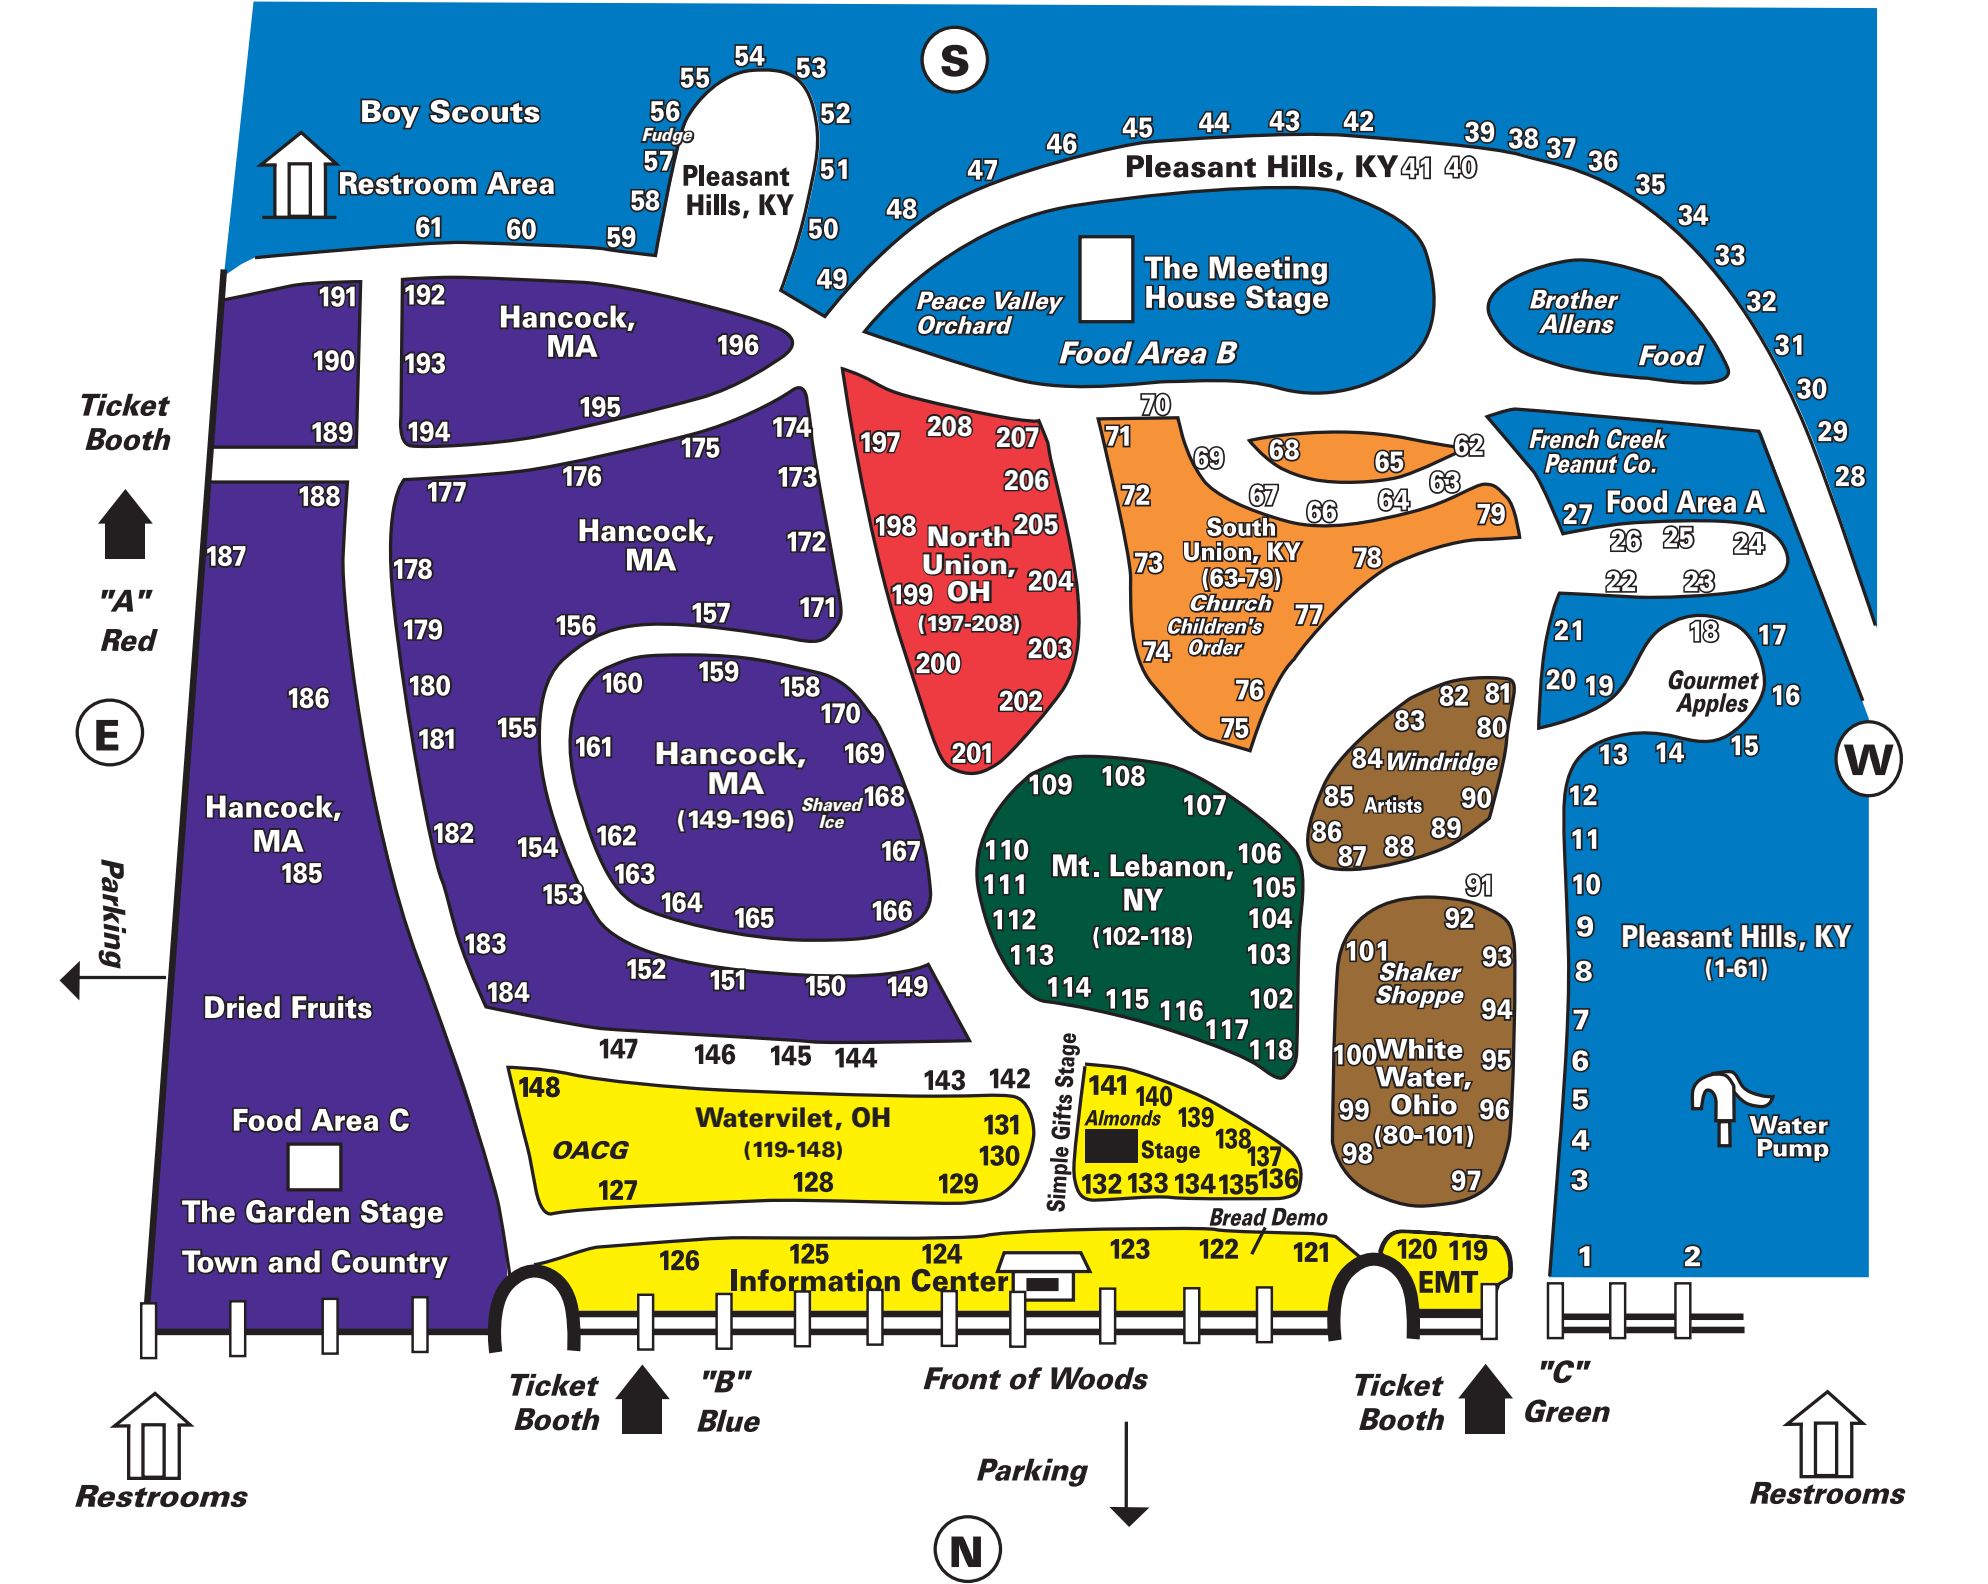 S
54
55
53
56
Fudge
57
58
52
51
50
49
Boy Scouts
Restroom Area
61
60
59
Pleasant
Hills, KY
48
47
46
45
44
43
42
Pleasant Hills, KY
41
40
39
38
37
36
35
34
33
32
31
30
29
28
The Meeting
House Stage
Peace Valley
Orchard
Food Area B
Brother
Allens
Food
191
190
189
192
193
194
Hancock,
MA
196
195
Ticket
Booth
"A"
Red
E
Parking
188
187
186
Hancock,
MA
185
Dried Fruits
Food Area C
The Garden Stage
Town and Country
174
175
176
177
173
172
171
Hancock,
MA
178
179
180
181
182
183
184
157
156
155
154
153
152
151
150
149
159
160
158
170
161
169
Hancock,
MA
(149-196)
Shaved
Ice
168
162
167
163
164
165
166
197
208
207
206
198
205
North
Union,
OH
(197-208)
199
204
200
203
202
201
70
71
69
68
65
62
63
64
67
66
72
73
74
South
Union, KY
(63-79)
Church
Children's
Order
79
78
77
76
75
French Creek
Peanut Co.
Food Area A
27
26
25
24
22
23
21
20
19
18
17
Gourmet
Apples
16
15
14
13
W
12
11
10
9
8
7
6
5
4
3
1
2
Pleasant Hills, KY
(1-61)
Water
Pump
82
81
83
80
84
Windridge
85
Artists
90
86
89
87
88
91
92
101
93
Shaker
Shoppe
94
100
White
Water,
Ohio
(80-101)
95
99
96
98
97
109
108
107
110
106
Mt. Lebanon,
NY
(102-118)
111
105
112
104
113
103
114
115
116
102
117
118
147
146
145
144
143
142
148
Watervilet, OH
(119-148)
OACG
131
130
127
128
129
Simple Gifts Stage
141
140
Almonds
139
Stage
138
137
132
133
134
135
136
Bread Demo
126
125
124
123
122
121
Information Center
120
119
EMT
Ticket
Booth
"B"
Blue
Front of Woods
Ticket
Booth
"C"
Green
Parking
Restrooms
Restrooms
N